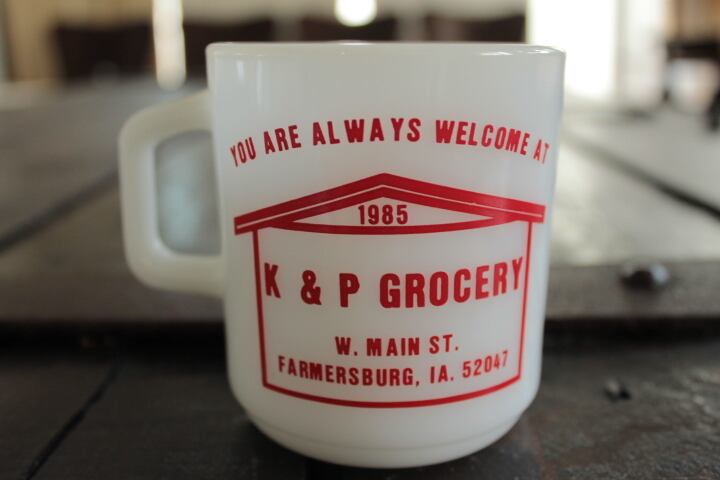 YOU ARE ALWAYS WELCOME AT
1985
K & P GROCERY
W. MAIN ST.
FARMERSBURG, IA. 52047